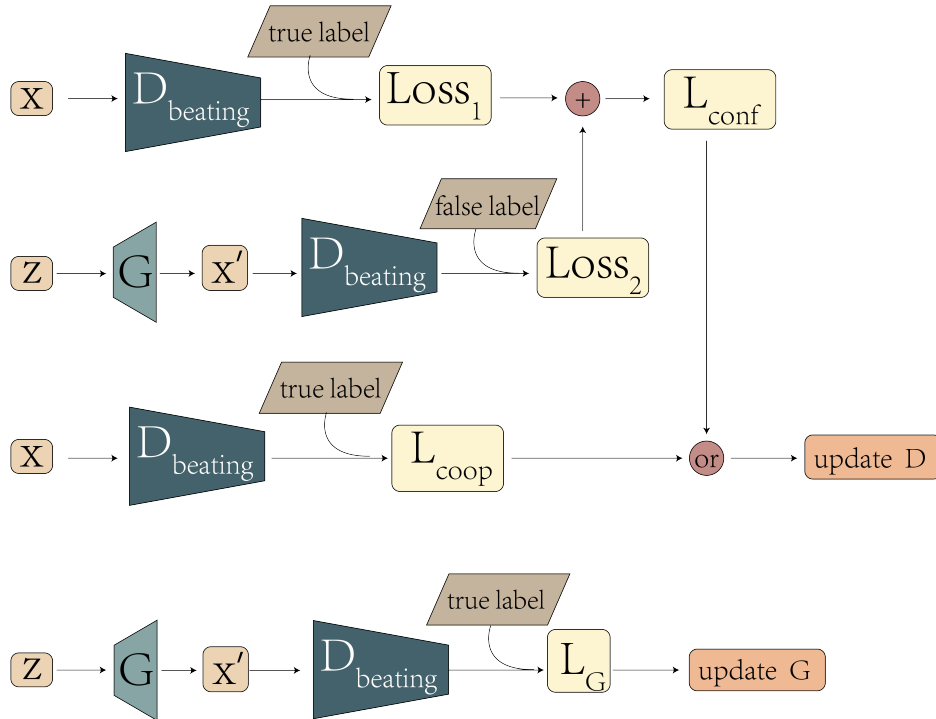 true label
X
D beating
Loss 1
+
L conf
false label
Z
G
X'
D beating
Loss 2
true label
X
D beating
L coop
or
update D
true label
Z
G
X'
D beating
L G
update G